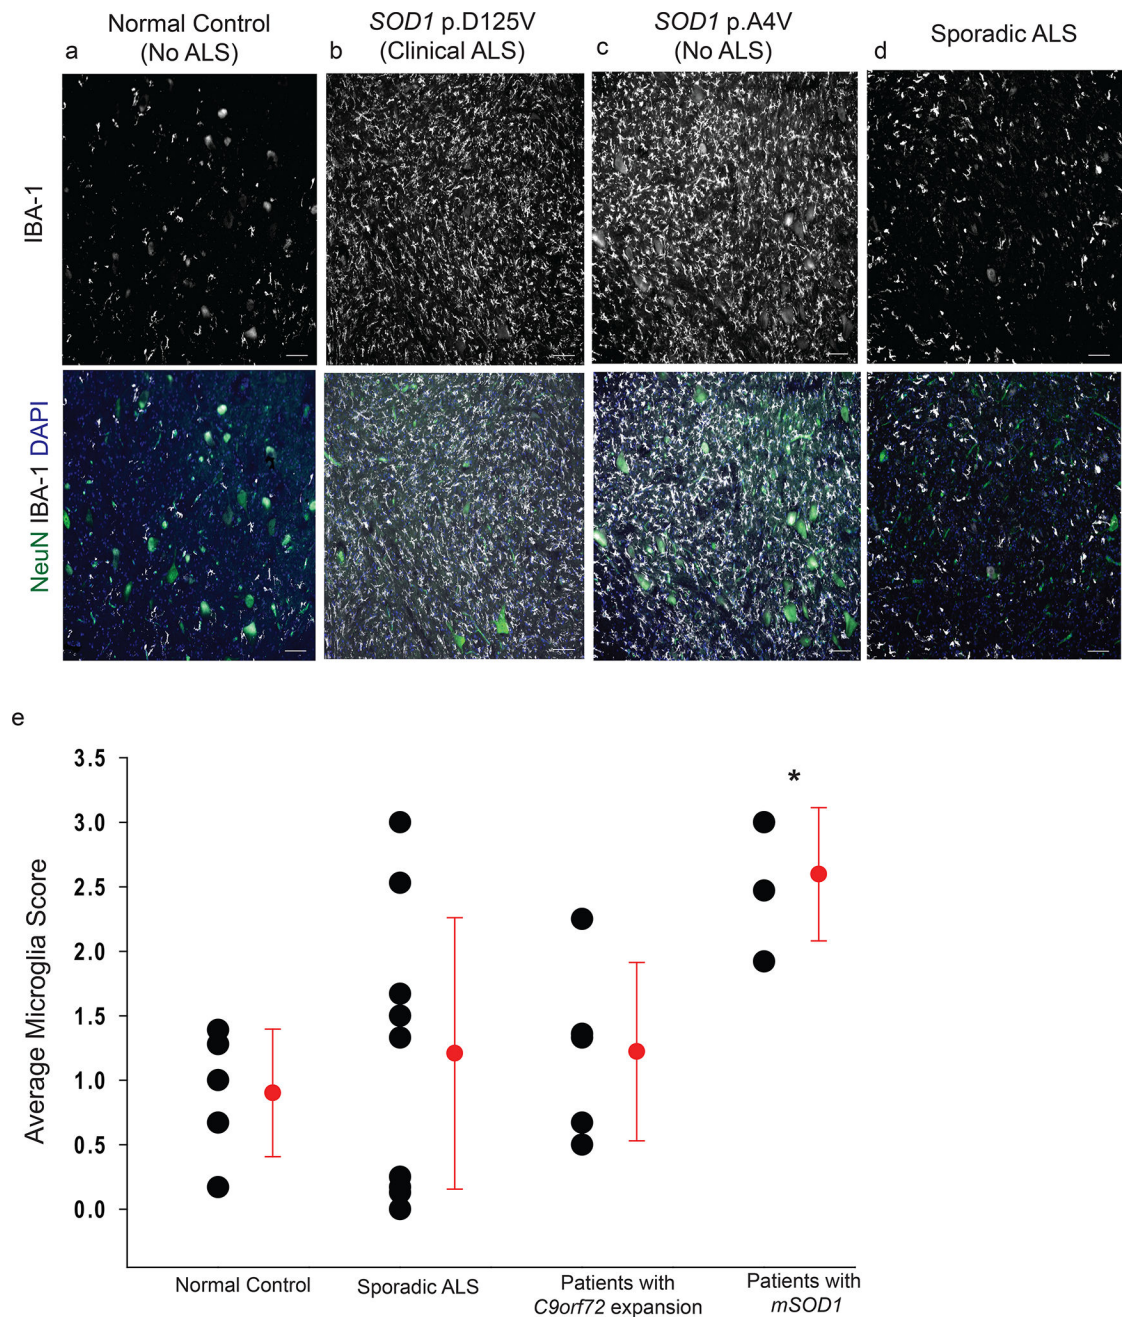 Normal Control
(No ALS)
SOD1 p.D125V
(Clinical ALS)
SOD1 p.A4V
(No ALS)
Sporadic ALS
a
b
c
d
IBA-1
NeuN IBA-1 DAPI
e
3.5
*
3.0
2.5
2.0
1.5
1.0
0.5
0.0
Average Microglia Score
Normal Control
Sporadic ALS
Patients with
C9orf72 expansion
Patients with
mSOD1